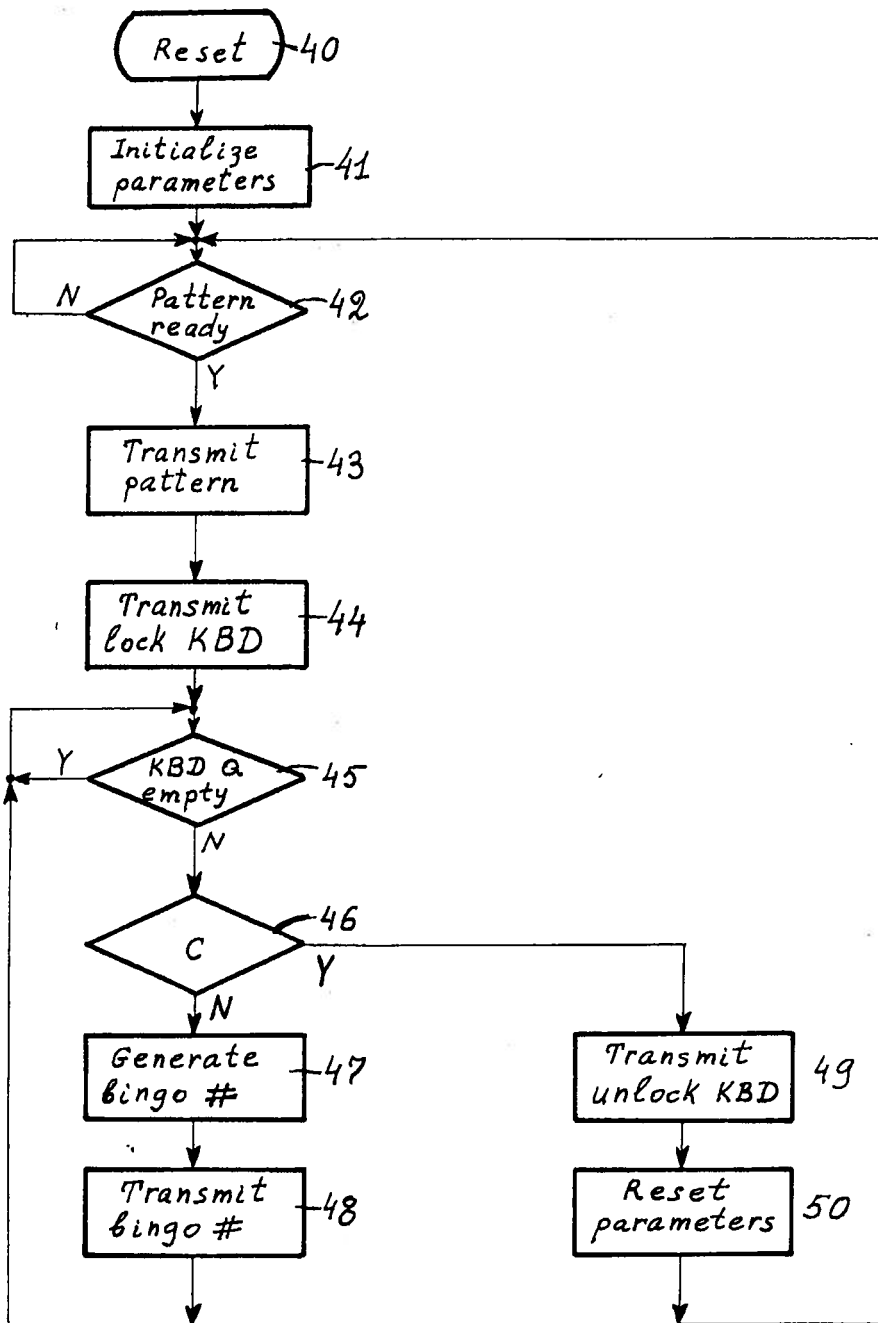 Reset
40
Initialize
parameters
41
N
Pattern
ready
42
Y
Transmit
pattern
43
Transmit
lock KBD
44
Y
KBD Q
empty
45
N
C
46
Y
N
Generate
bingo #
47
Transmit
unlock KBD
49
Transmit
bingo #
48
Reset
parameters
50